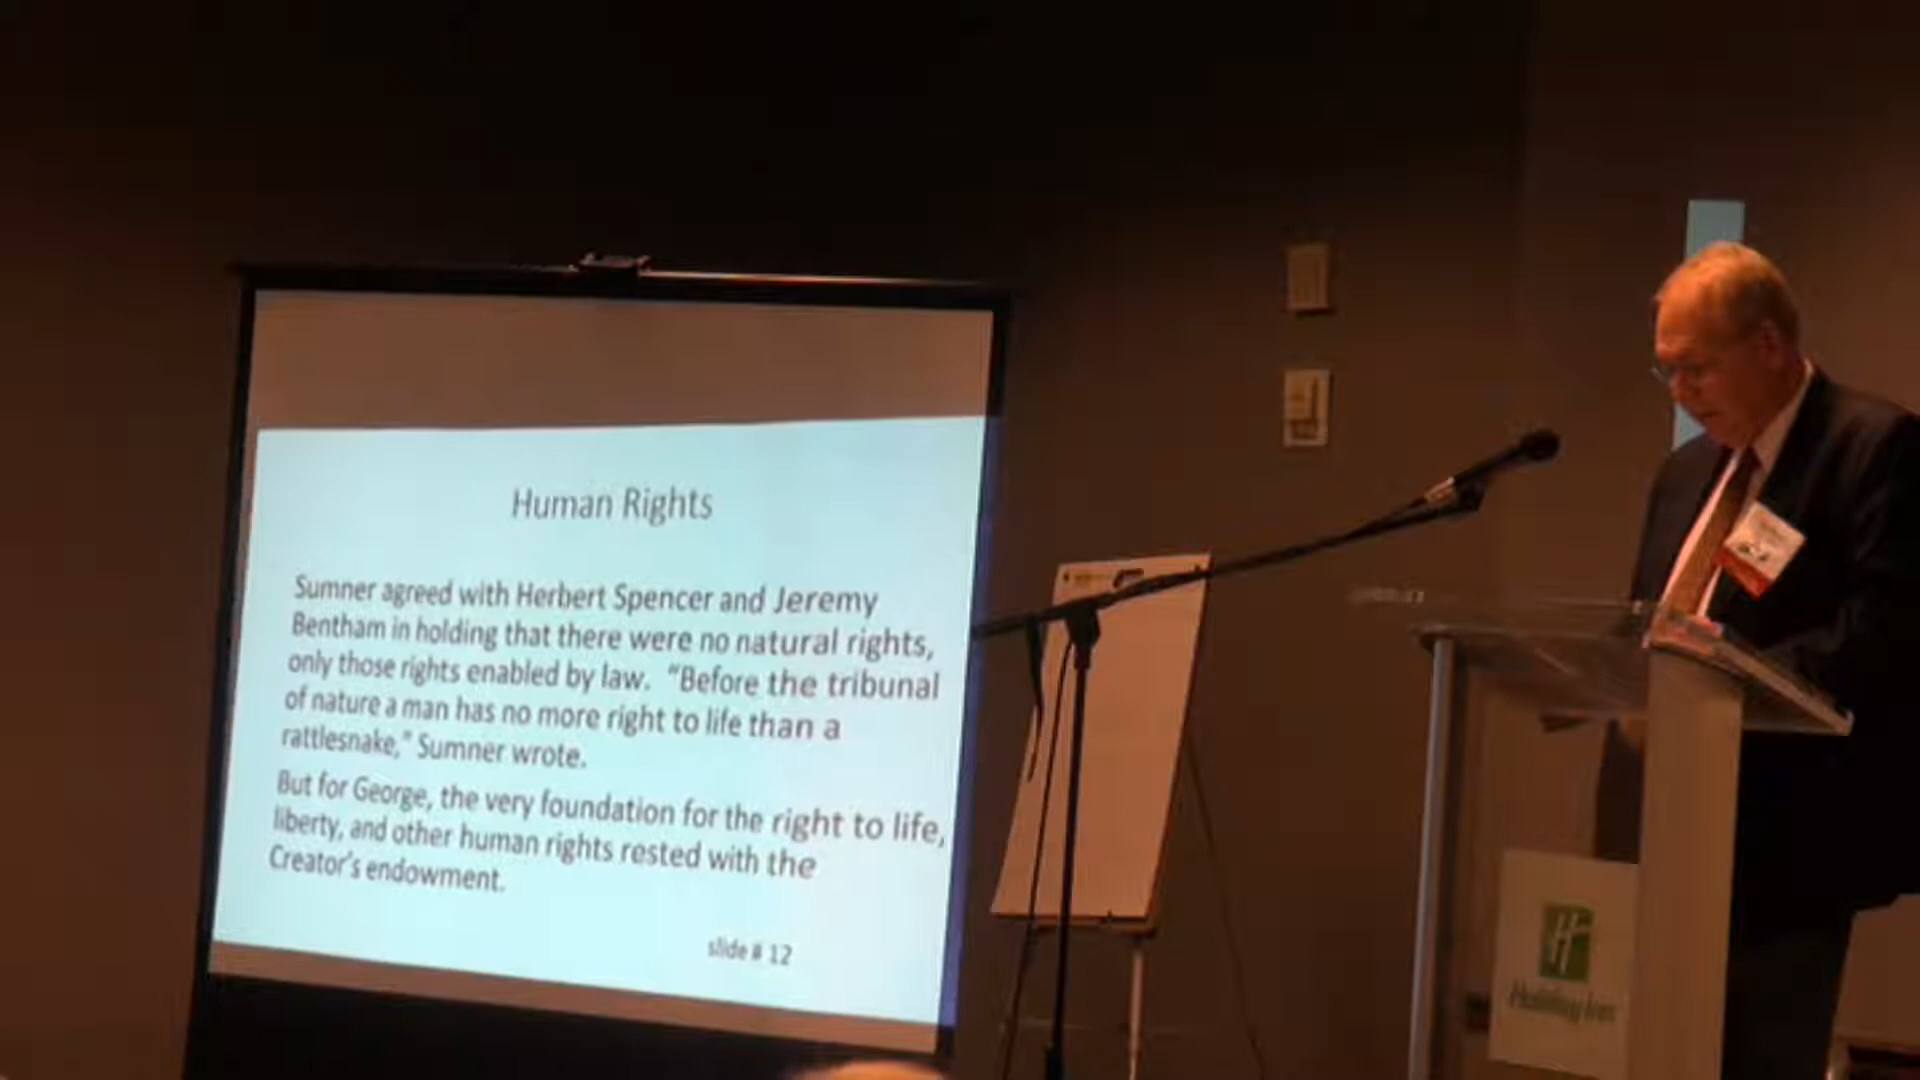 Human Rights
Sumner agreed with Herbert Spencer and Jeremy
Bentham in holding that there were no natural rights,
only those rights enabled by law. "Before the tribunal
of nature a man has no more right to life than a
rattlesnake," Sumner wrote.
But for George, the very foundation for the right to life,
liberty, and other human rights rested with the
Creator's endowment.
slide # 12
H
Holiday Inn